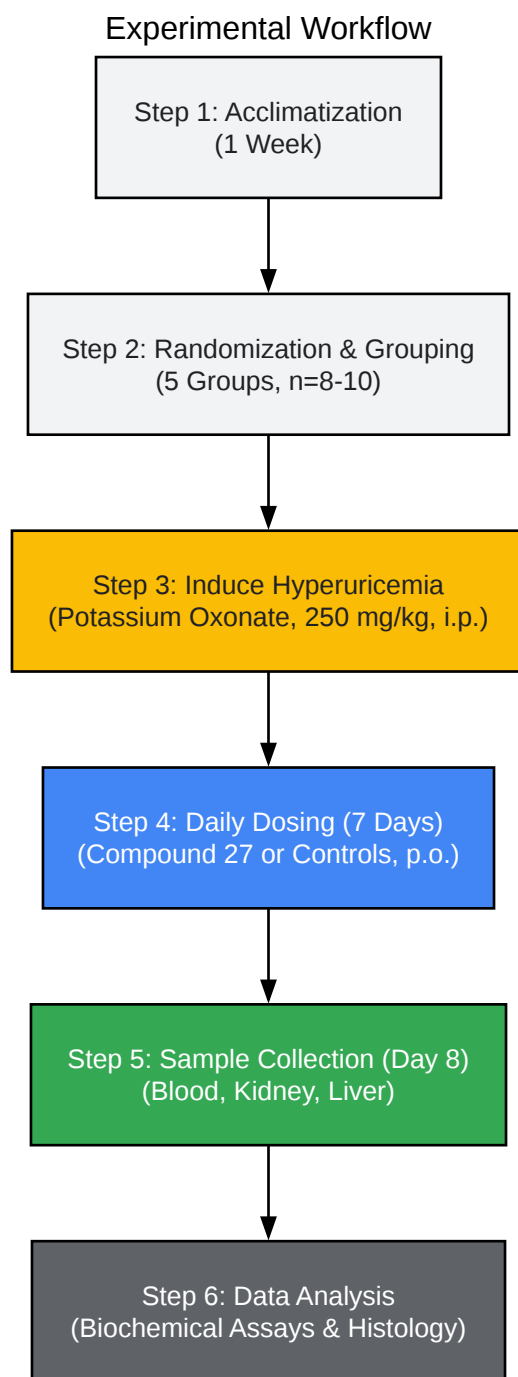 Experimental Workflow
Step 1: Acclimatization
(1 Week)
Step 2: Randomization & Grouping
(5 Groups, n=8-10)
Step 3: Induce Hyperuricemia
(Potassium Oxonate, 250 mg/kg, i.p.)
Step 4: Daily Dosing (7 Days)
(Compound 27 or Controls, p.o.)
Step 5: Sample Collection (Day 8)
(Blood, Kidney, Liver)
Step 6: Data Analysis
(Biochemical Assays & Histology)